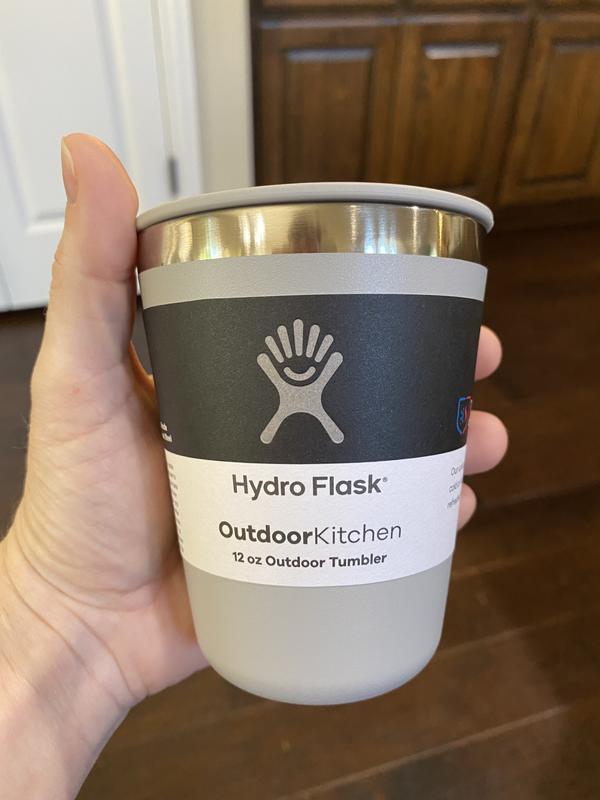 Hydro Flask®
OutdoorKitchen
12 oz Outdoor Tumbler